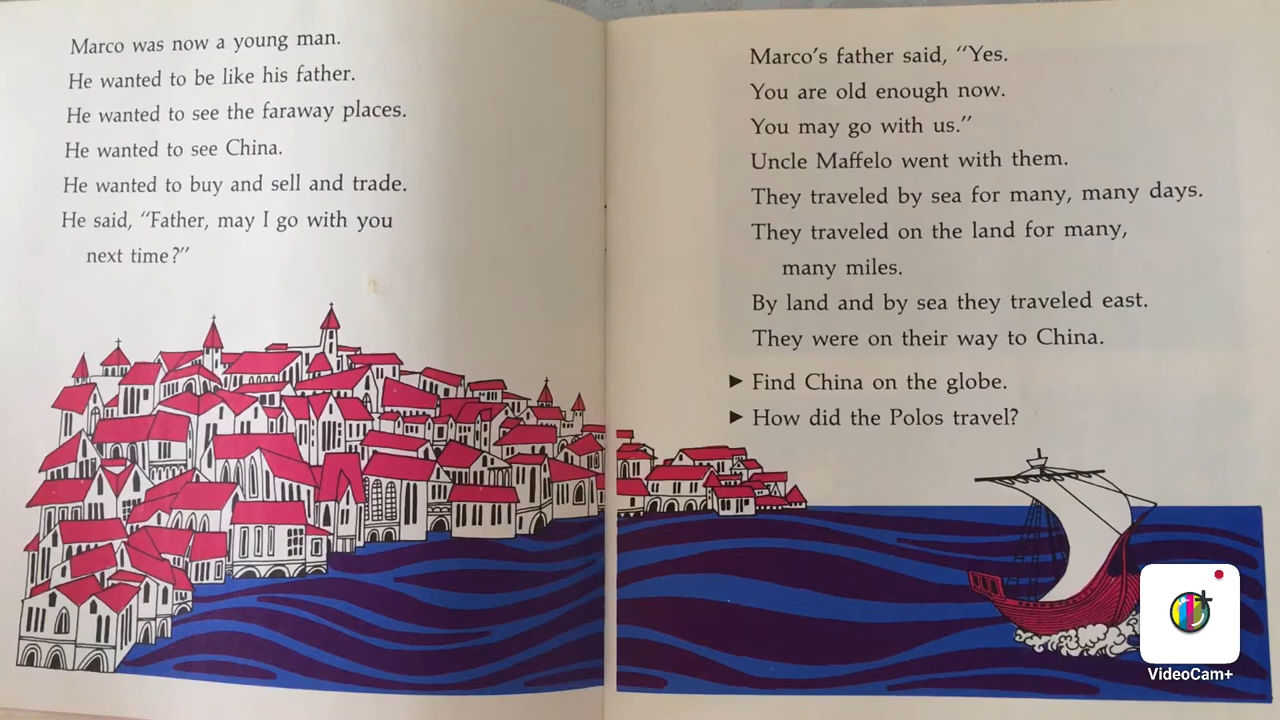 Marco was now a young man.
He wanted to be like his father.
He wanted to see the faraway places.
He wanted to see China.
He wanted to buy and sell and trade.
He said, “Father, may I go with you
next time?”
Marco’s father said, “Yes.
You are old enough now.
You may go with us.”
Uncle Maffelo went with them.
They traveled by sea for many, many days.
They traveled on the land for many,
many miles.
By land and by sea they traveled east.
They were on their way to China.
► Find China on the globe.
► How did the Polos travel?
VideoCam+